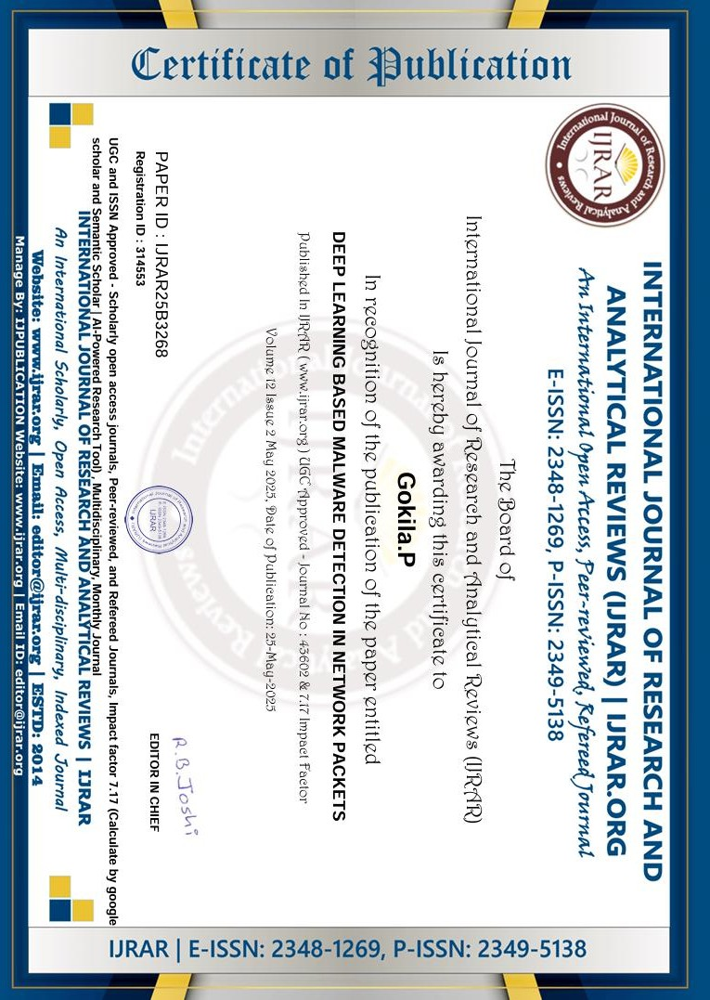 Certificate of Publication
International Journal of Research and Analytical Reviews
IJRAR
INTERNATIONAL JOURNAL OF RESEARCH AND
ANALYTICAL REVIEWS (IJRAR) | IJRAR.ORG
An International Open Access, Peer-reviewed, Refereed Journal
E-ISSN: 2348-1269, P-ISSN: 2349-5138
The Board of
International Journal of Research and Analytical Reviews (IJRAR)
Is hereby awarding this certificate to
Gokila.P
In recognition of the publication of the paper entitled
DEEP LEARNING BASED MALWARE DETECTION IN NETWORK PACKETS
Published In IJRAR ( www.ijrar.org ) UGC Approved - Journal No : 43602 & 7.17 Impact Factor
Volume 12 Issue 2 May 2025, Date of Publication: 25-May-2025
PAPER ID : IJRAR25B3268
Registration ID : 314553
R.B.Joshi
EDITOR IN CHIEF
UGC and ISSN Approved - Scholarly open access journals, Peer-reviewed, and Refereed Journals, Impact factor 7.17 (Calculate by google
scholar and Semantic Scholar | AI-Powered Research Tool), Multidisciplinary, Monthly Journal
INTERNATIONAL JOURNAL OF RESEARCH AND ANALYTICAL REVIEWS | IJRAR
An International Scholarly, Open Access, Multi-disciplinary, Indexed Journal
Website: www.ijrar.org | Email: editor@ijrar.org | ESTD: 2014
Manage By: IJPUBLICATION Website: www.ijrar.org | Email ID: editor@ijrar.org
IJRAR | E-ISSN: 2348-1269, P-ISSN: 2349-5138